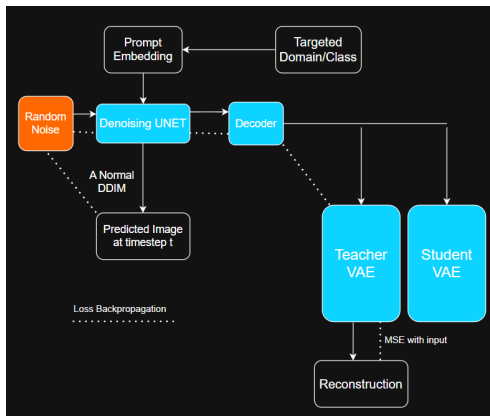 Prompt
Embedding
Targeted
Domain/Class
Random
Noise
Denoising UNET
Decoder
A Normal
DDIM
Predicted Image
at timestep t
Teacher
VAE
Student
VAE
Loss Backpropagation
MSE with input
Reconstruction